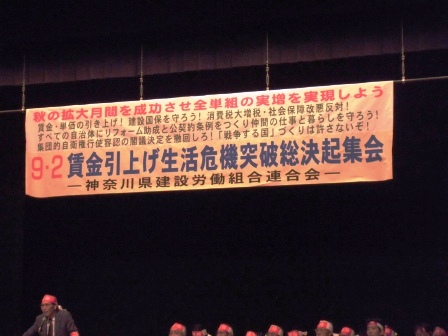 秋の拡大月間を成功させ全単組の実増を実現しよう
賃金・単価の引き上げ！建設国保を守ろう！消費税大増税・社会保障改悪反対！
すべての自治体にリフォーム助成と公契約条例をつくり仲間の仕事と暮らしを守ろう！
集団的自衛権行使容認の閣議決定を撤回しろ！「戦争する国」づくりは許さないぞ！
9・2賃金引上げ生活危機突破総決起集会
―神奈川県建設労働組合連合会―